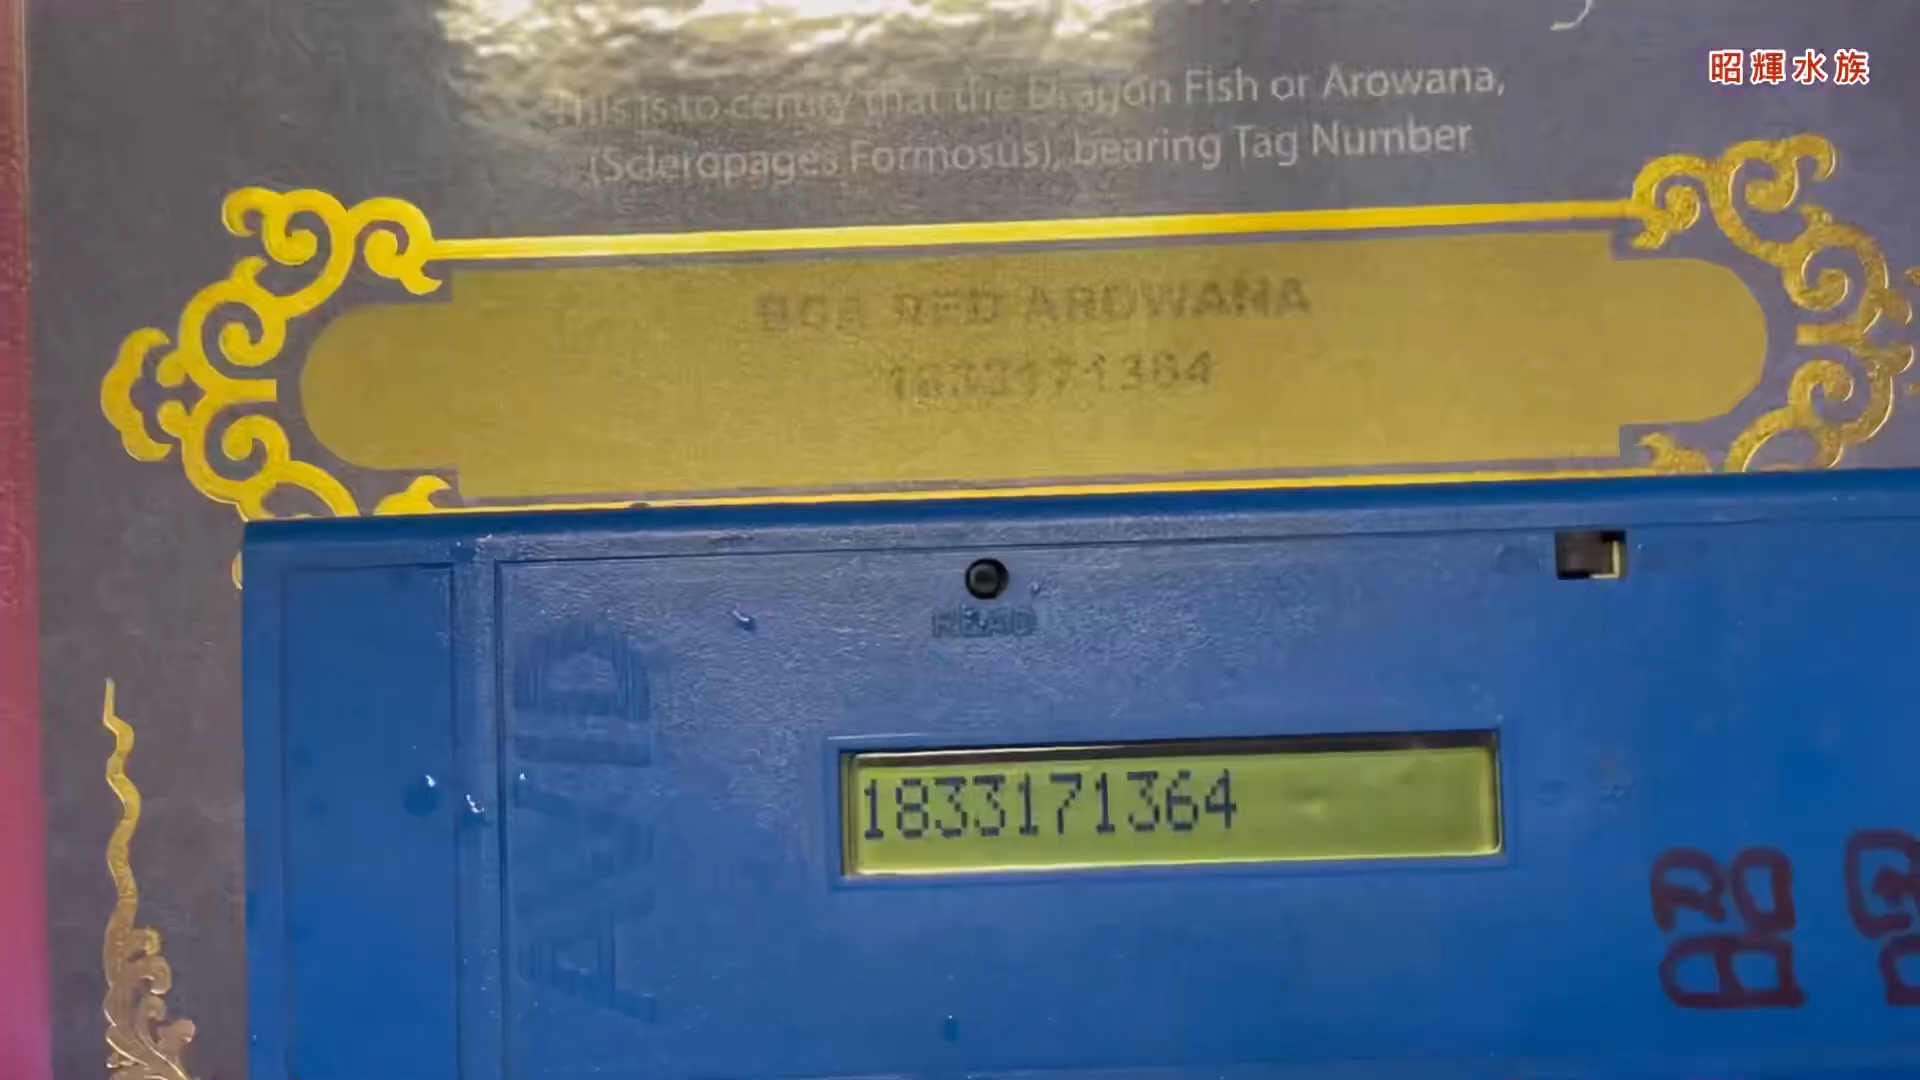 昭輝水族
This is to certify that the Dragon Fish or Arowana,
(Scleropages Formosus), bearing Tag Number
RED AROWANA
1833171364
READ
AVID
1833171364